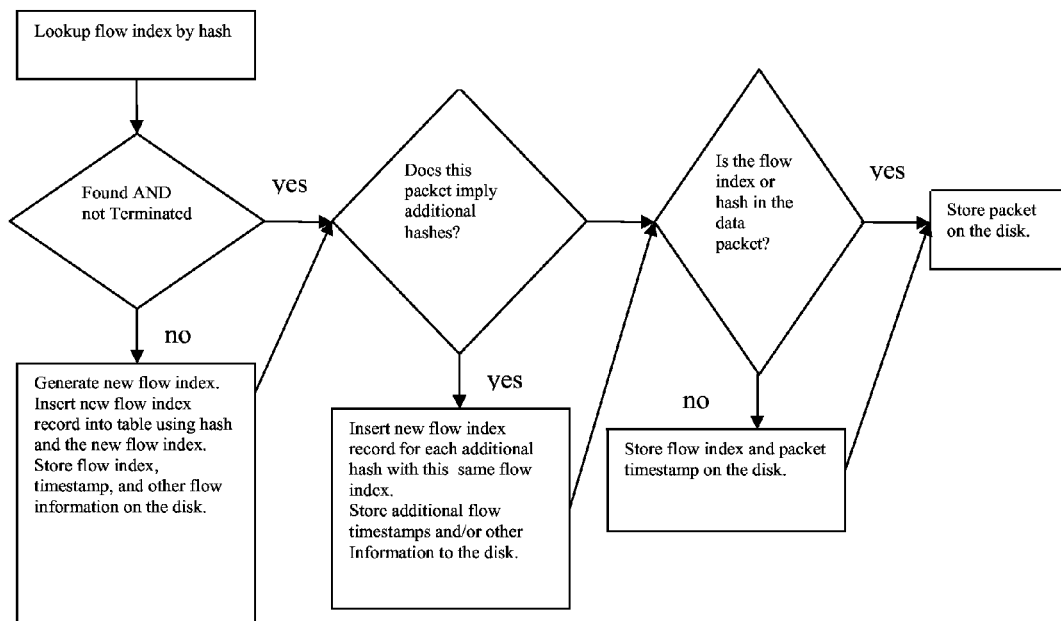 Lookup flow index by hash
Found AND
not Terminated
yes
no
Generate new flow index.
Insert new flow index
record into table using hash
and the new flow index.
Store flow index,
timestamp, and other flow
information on the disk.
Does this
packet imply
additional
hashes?
yes
Insert new flow index
record for each additional
hash with this same flow
index.
Store additional flow
timestamps and/or other
Information to the disk.
Is the flow
index or
hash in the
data
packet?
yes
no
Store flow index and packet
timestamp on the disk.
Store packet
on the disk.